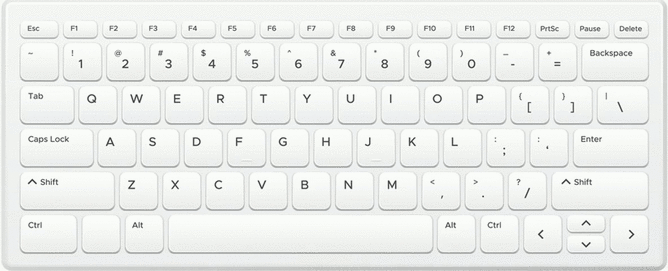 Esc F1 F2 F3 F4 F5 F6 F7 F8 F9 F10 F11 F12 PrtSc Pause Delete
~ ! 1 @ 2 # 3 $ 4 % 5 ^ 6 & 7 * 8 ( 9 ) 0 _ - + = Backspace
Tab Q W E R T Y U I O P { [ } ] | \
Caps Lock A S D F G H J K L : ; : ' Enter
Shift Z X C V B N M < , > . ? / Shift
Ctrl Alt Alt Ctrl